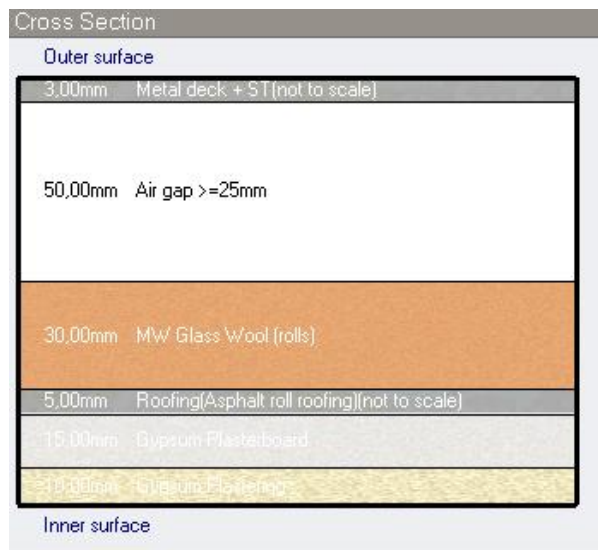 Cross Section
Outer surface
3,00mm Metal deck + ST(not to scale)
50,00mm Air gap >=25mm
30,00mm MW Glass Wool (rolls)
5,00mm Roofing(Asphalt roll roofing)(not to scale)
15,00mm Gypsum Plasterboard
10,00mm Gypsum Plastering
Inner surface